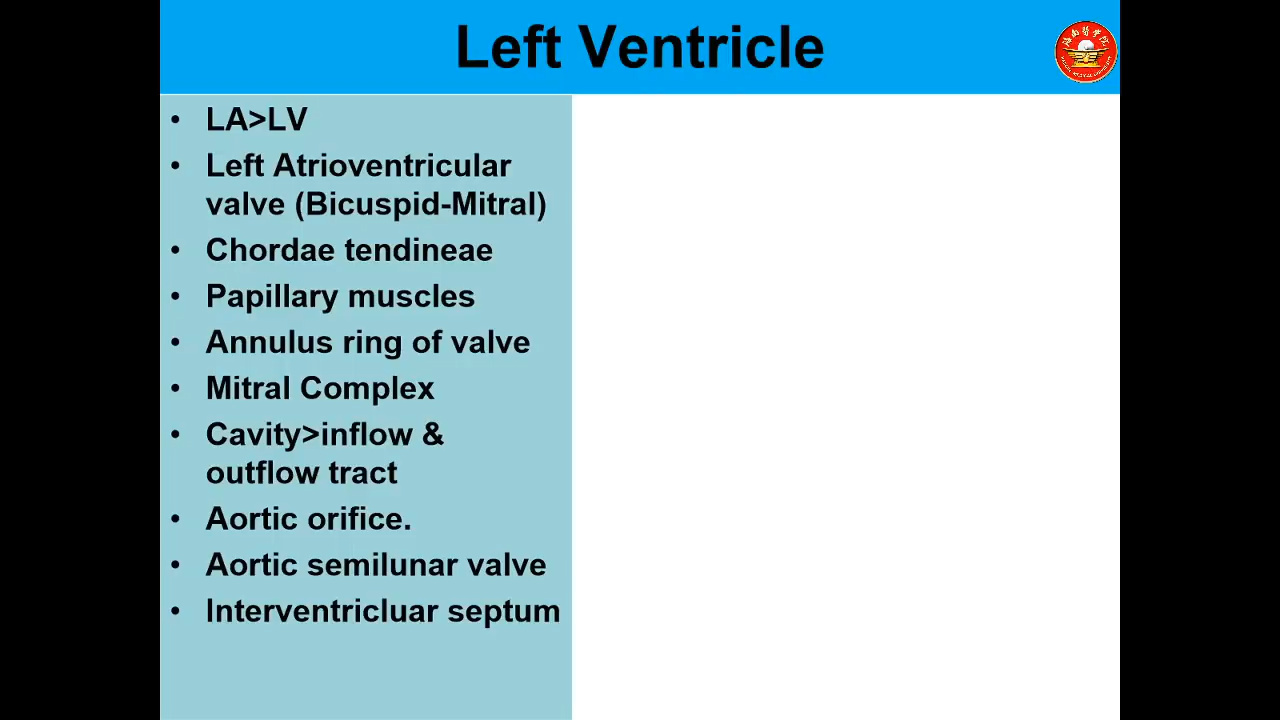 Left Ventricle
• LA>LV
• Left Atrioventricular
valve (Bicuspid-Mitral)
• Chordae tendineae
• Papillary muscles
• Annulus ring of valve
• Mitral Complex
• Cavity>inflow &
outflow tract
• Aortic orifice.
• Aortic semilunar valve
• Interventricluar septum